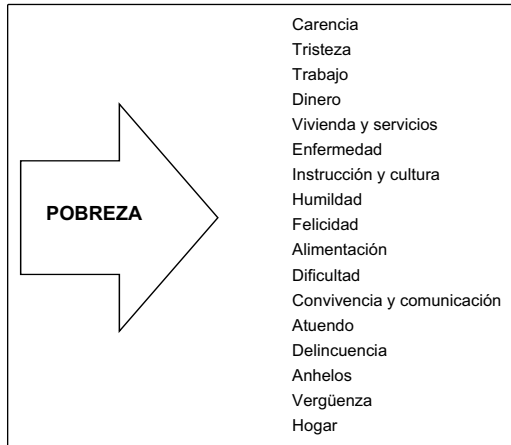 POBREZA
Carencia
Tristeza
Trabajo
Dinero
Vivienda y servicios
Enfermedad
Instrucción y cultura
Humildad
Felicidad
Alimentación
Dificultad
Convivencia y comunicación
Atuendo
Delincuencia
Anhelos
Vergüenza
Hogar